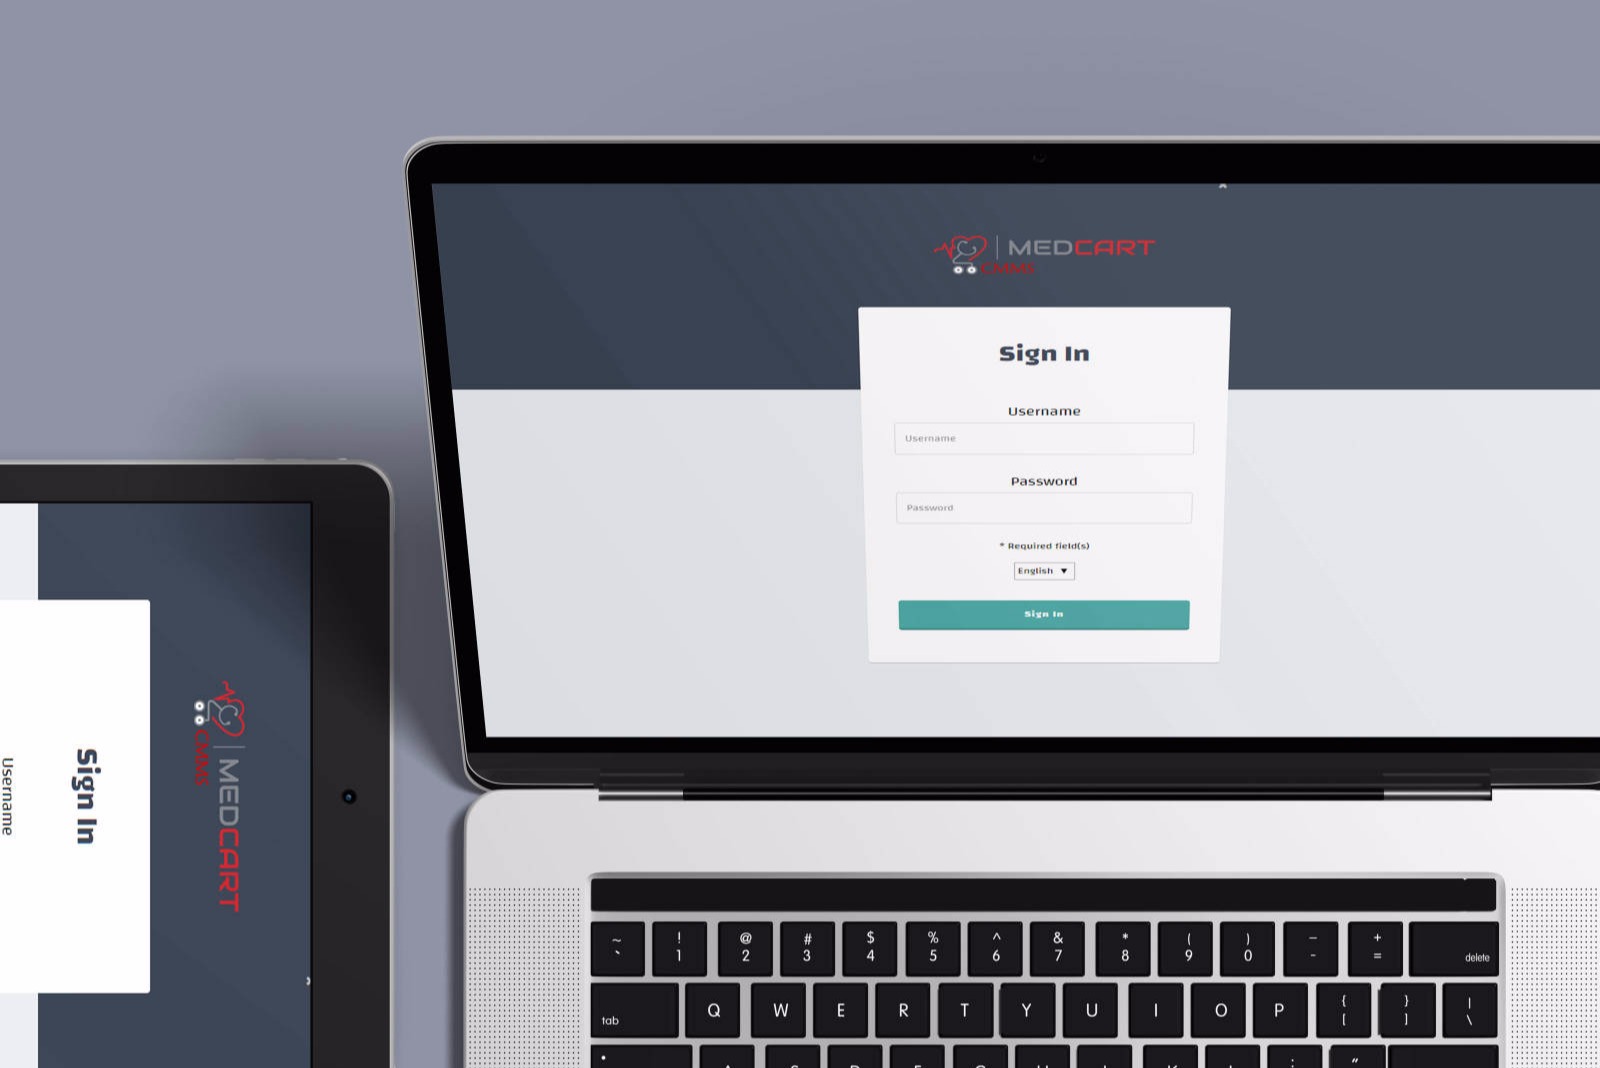 MEDCART
CMMS
Sign In
Username
Username
Password
Password
* Required field(s)
English ▼
Sign In
MEDCART
CMMS
Sign In
Username
~ ! @ # $ % ^ & * ( ) – +
` 1 2 3 4 5 6 7 8 9 0 - = delete
tab Q W E R T Y U I O P { } |
[ ] \